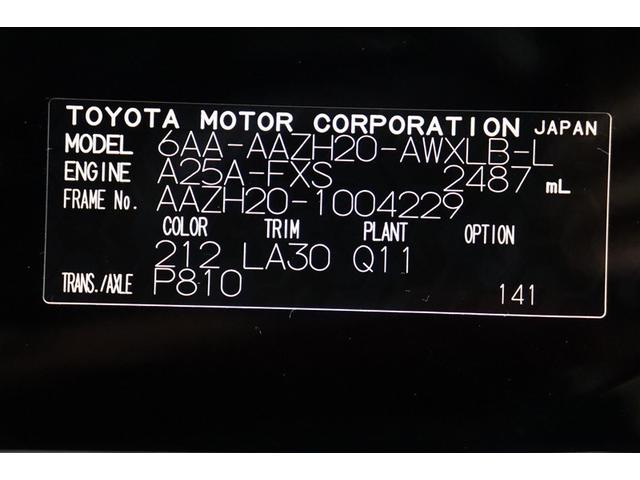 TOYOTA MOTOR CORPORATION JAPAN
MODEL 6AA-AAZH20-AWXLB-L
ENGINE A25A-FXS 2487 mL
FRAME No. AAZH20-1004229
COLOR TRIM PLANT OPTION
212 LA30 Q11
TRANS./AXLE P810 141